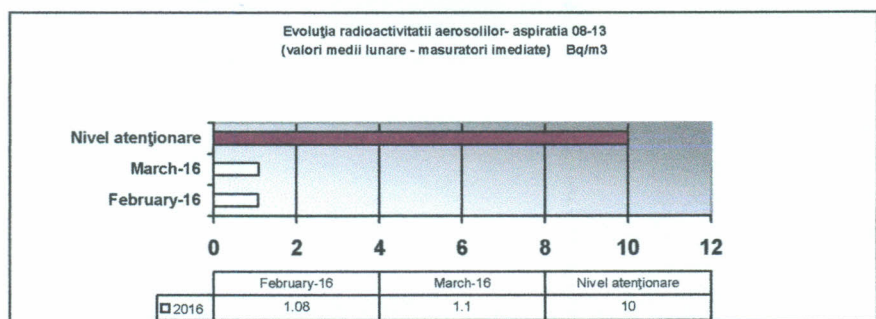 Evoluţia radioactivitatii aerosolilor- aspiratia 08-13
(valori medii lunare - masuratori imediate) Bq/m3
Nivel atenţionare
March-16
February-16
0 2 4 6 8 10 12
February-16 March-16 Nivel atenţionare
2016 1.08 1.1 10